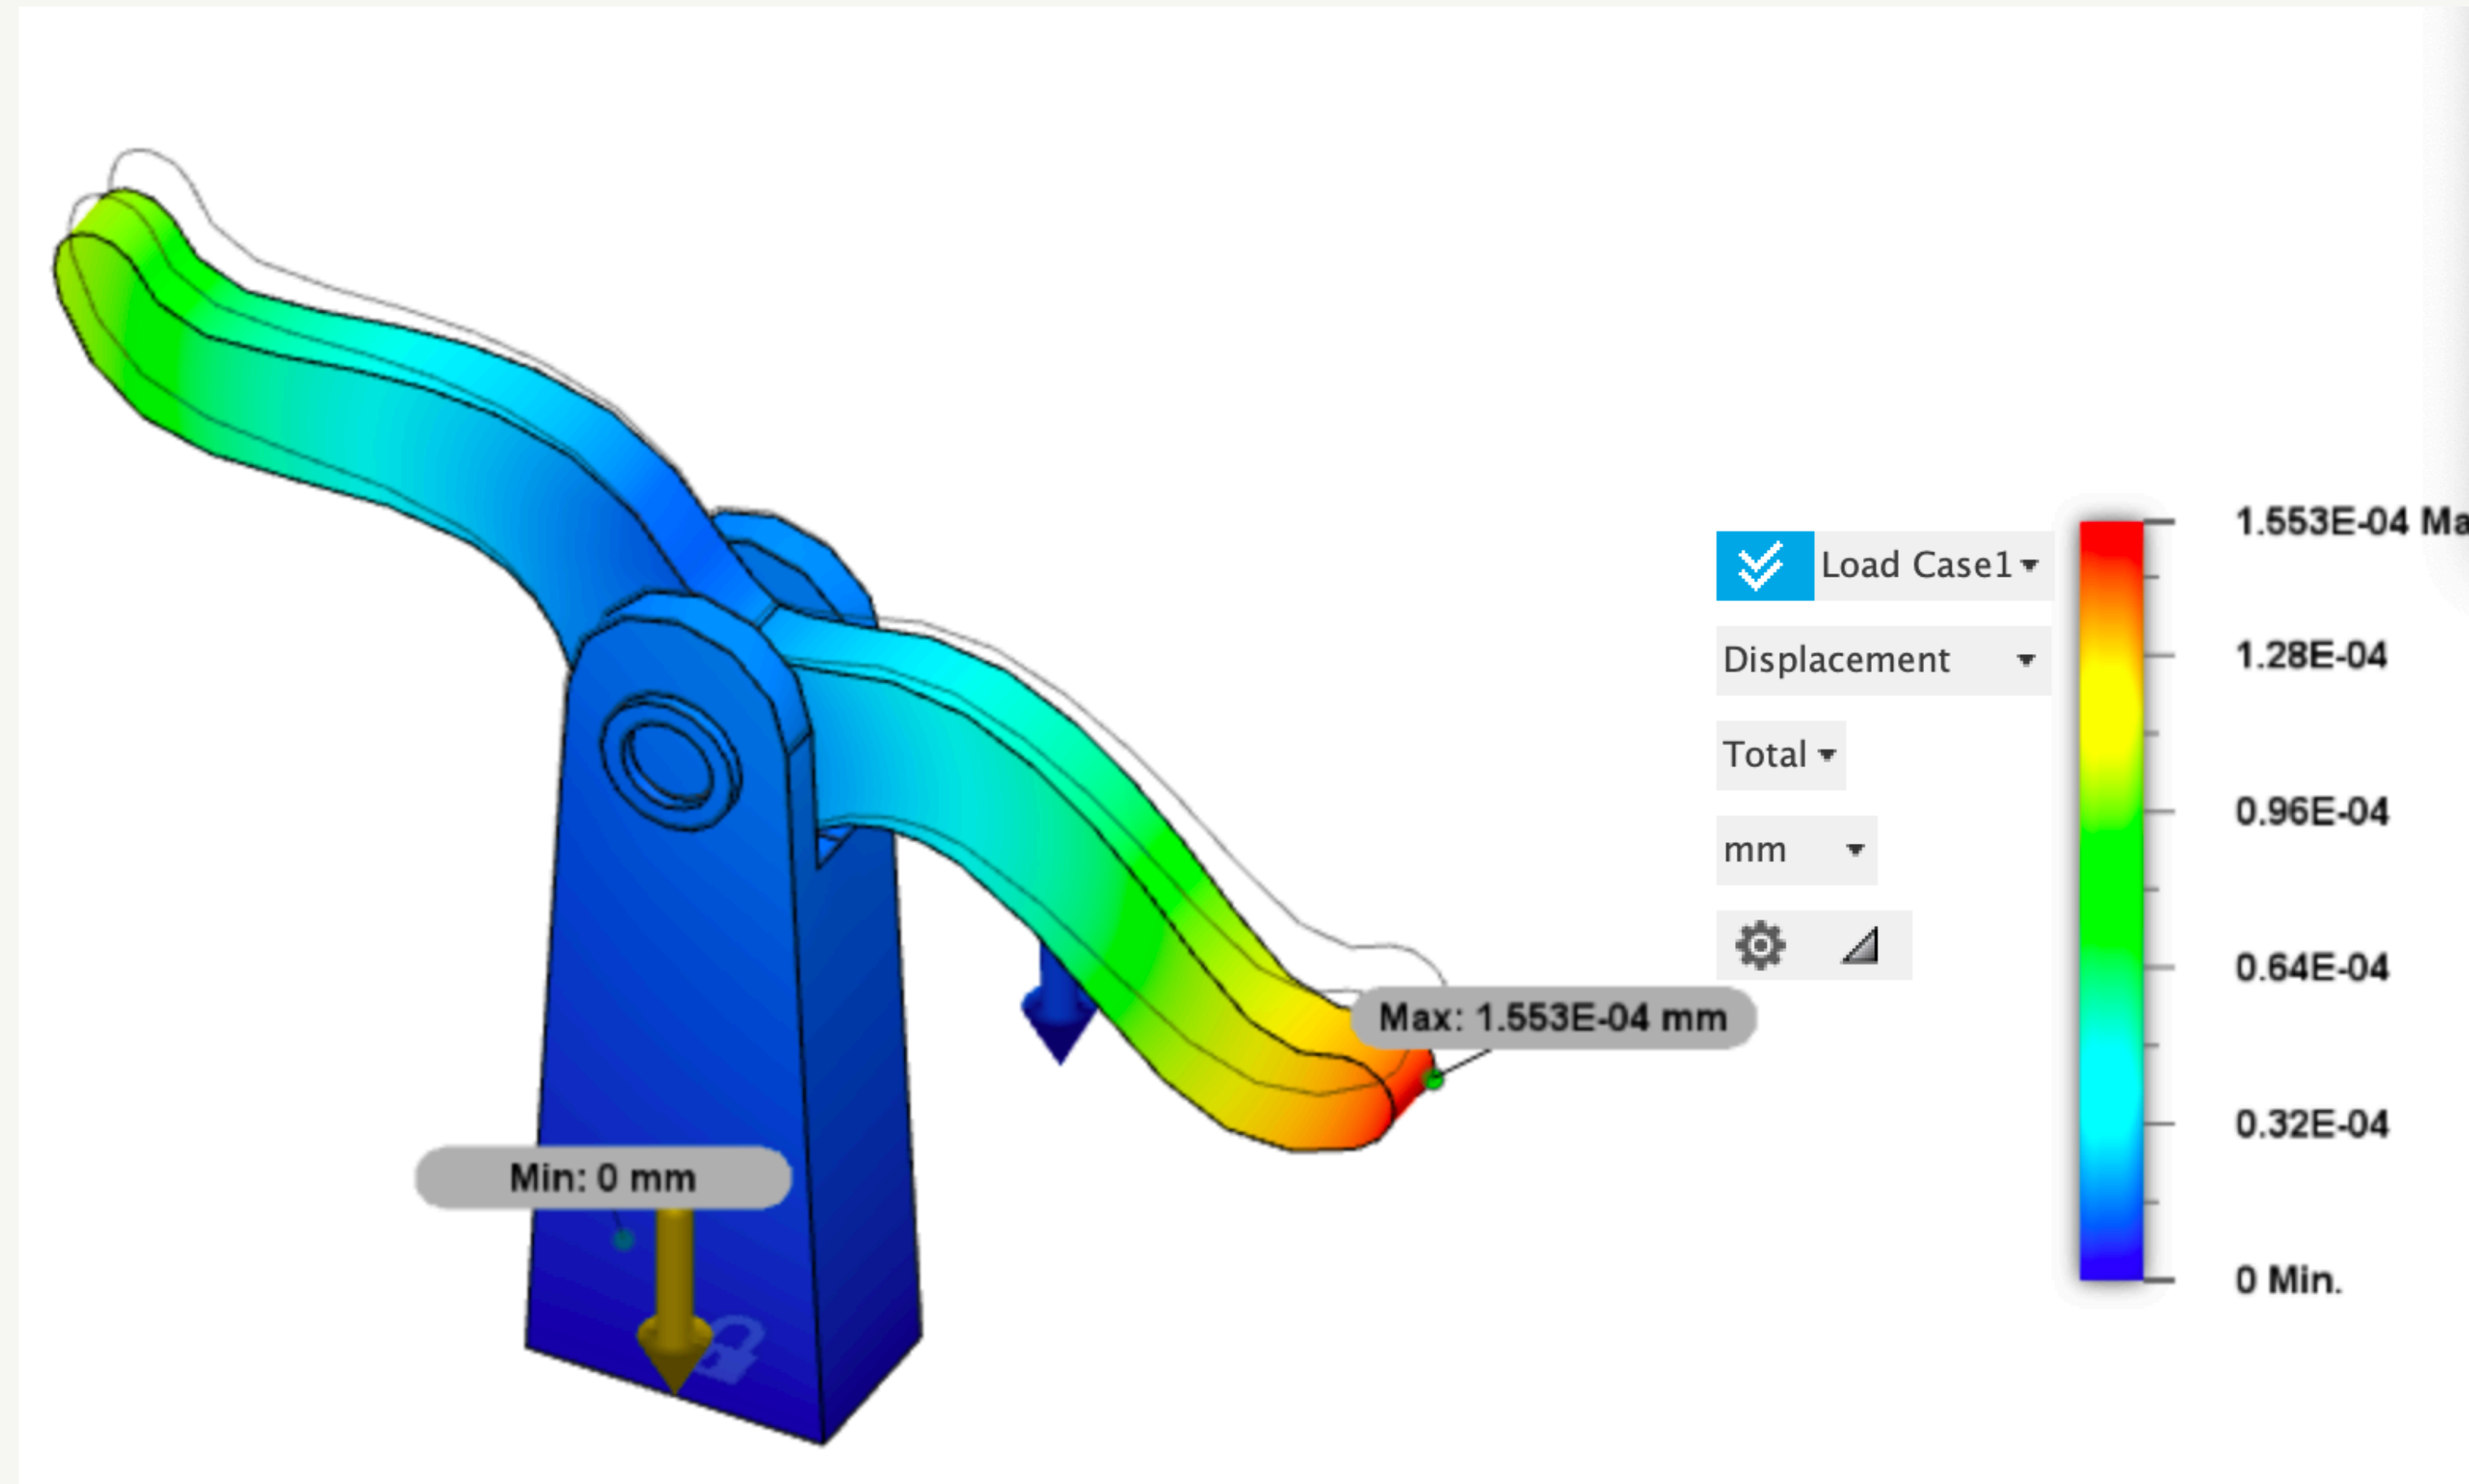 Load Case1
Displacement
Total
mm
1.553E-04 Ma
1.28E-04
0.96E-04
0.64E-04
0.32E-04
0 Min.
Max: 1.553E-04 mm
Min: 0 mm